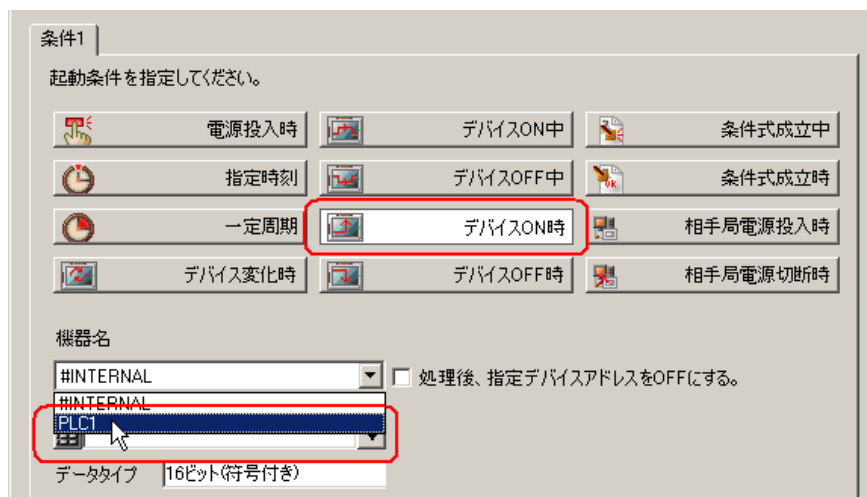 条件1
起動条件を指定してください。
電源投入時 デバイスON中 条件式成立中
指定時刻 デバイスOFF中 条件式成立時
一定周期 デバイスON時 相手局電源投入時
デバイス変化時 デバイスOFF時 相手局電源切断時
機器名
#INTERNAL 処理後、指定デバイスアドレスをOFFにする。
#INTERNAL
PLC1
データタイプ 16ビット(符号付き)